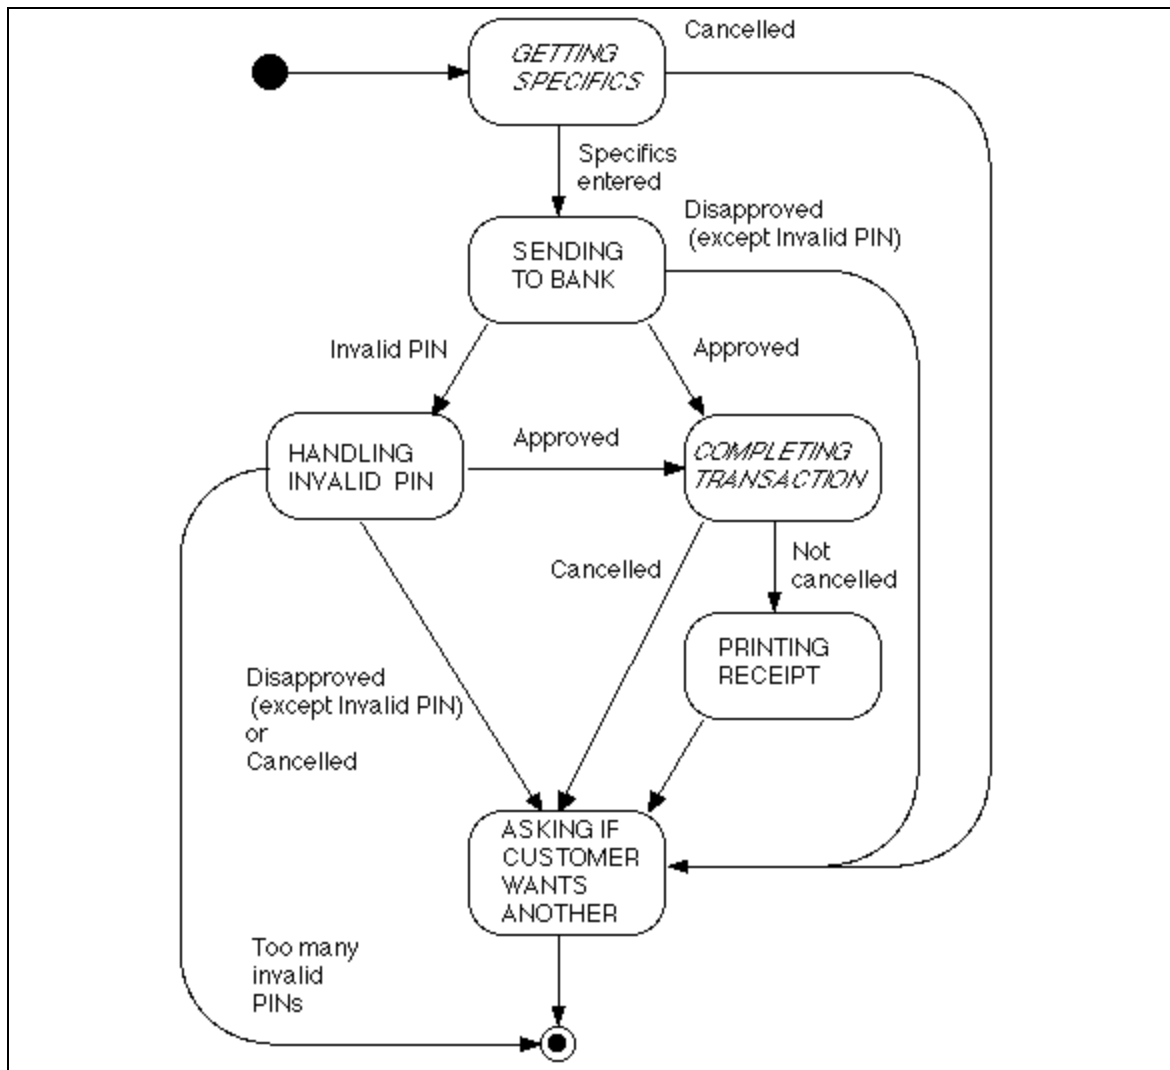 Cancelled
GETTING
SPECIFICS
Specifics
entered
Disapproved
(except Invalid PIN)
SENDING
TO BANK
Invalid PIN
Approved
HANDLING
INVALID PIN
Approved
COMPLETING
TRANSACTION
Cancelled
Not
cancelled
PRINTING
RECEIPT
Disapproved
(except Invalid PIN)
or
Cancelled
ASKING IF
CUSTOMER
WANTS
ANOTHER
Too many
invalid
PINs